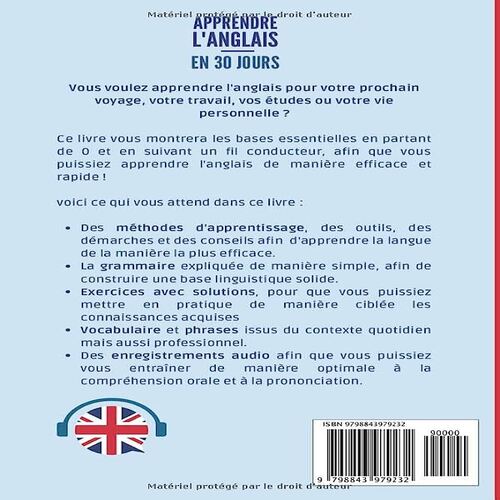 Matériel protégé par le droit d'auteur
APPRENDRE
L'ANGLAIS
EN 30 JOURS
Vous voulez apprendre l'anglais pour votre prochain
voyage, votre travail, vos études ou votre vie
personnelle ?
Ce livre vous montrera les bases essentielles en partant
de 0 et en suivant un fil conducteur, afin que vous
puissiez apprendre l'anglais de manière efficace et
rapide !
voici ce qui vous attend dans ce livre :
• Des méthodes d'apprentissage, des outils, des
démarches et des conseils afin d'apprendre la langue
de la manière la plus efficace.
• La grammaire expliquée de manière simple, afin de
construire une base linguistique solide.
• Exercices avec solutions, pour que vous puissiez
mettre en pratique de manière ciblée les
connaissances acquises
• Vocabulaire et phrases issus du contexte quotidien
mais aussi professionnel.
• Des enregistrements audio afin que vous puissiez
vous entraîner de manière optimale à la
compréhension orale et à la prononciation.
ISBN 9798843979232
90000
9 798843 979232
Matériel protégé par le droit d'auteur